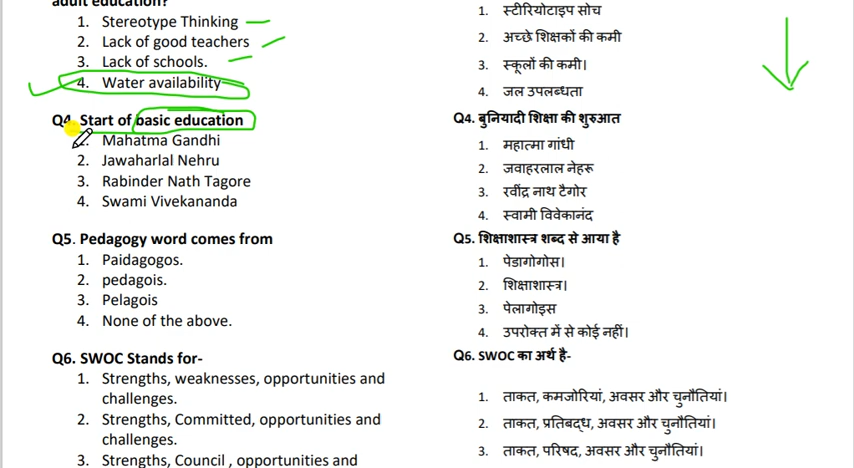 adult education?
1. Stereotype Thinking
2. Lack of good teachers
3. Lack of schools.
4. Water availability
Q4. Start of basic education
1. Mahatma Gandhi
2. Jawaharlal Nehru
3. Rabinder Nath Tagore
4. Swami Vivekananda
Q5. Pedagogy word comes from
1. Paidagogos.
2. pedagois.
3. Pelagois
4. None of the above.
Q6. SWOC Stands for-
1. Strengths, weaknesses, opportunities and
challenges.
2. Strengths, Committed, opportunities and
challenges.
3. Strengths, Council , opportunities and
1. स्टीरियोटाइप सोच
2. अच्छे शिक्षकों की कमी
3. स्कूलों की कमी।
4. जल उपलब्धता
Q4. बुनियादी शिक्षा की शुरुआत
1. महात्मा गांधी
2. जवाहरलाल नेहरू
3. रवींद्र नाथ टैगोर
4. स्वामी विवेकानंद
Q5. शिक्षाशास्त्र शब्द से आया है
1. पेडागोगोस।
2. शिक्षाशास्त्र।
3. पेलागोइस
4. उपरोक्त में से कोई नहीं।
Q6. SWOC का अर्थ है-
1. ताकत, कमजोरियां, अवसर और चुनौतियां।
2. ताकत, प्रतिबद्ध, अवसर और चुनौतियां।
3. ताकत, परिषद, अवसर और चुनौतियां।